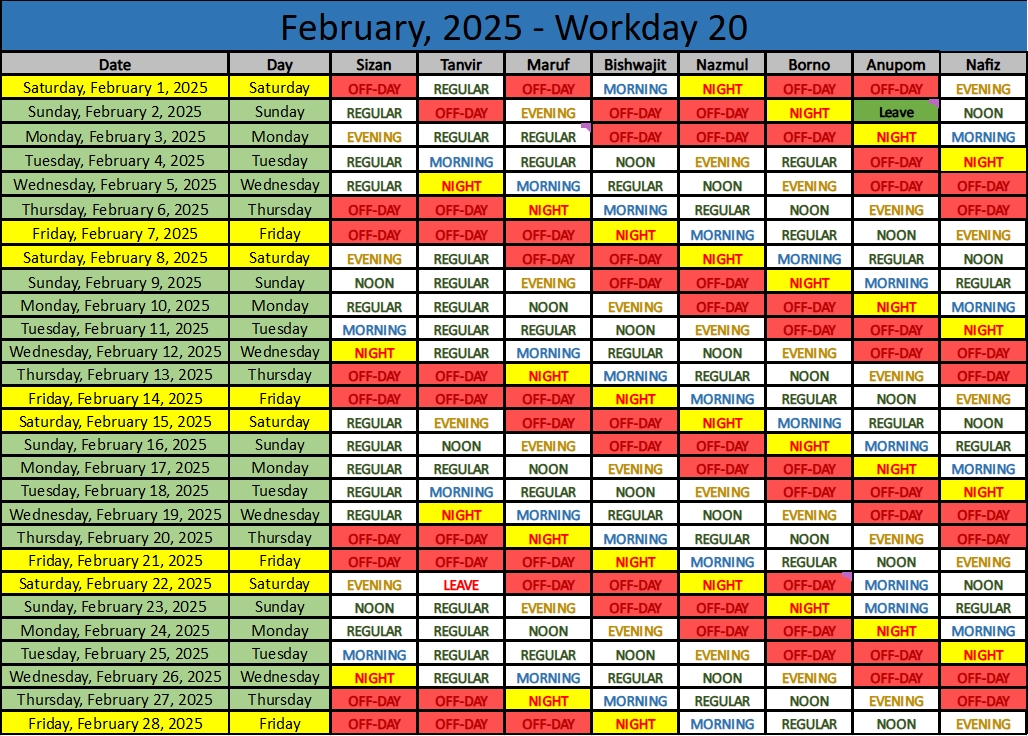 February, 2025 - Workday 20
Date Day Sizan Tanvir Maruf Bishwajit Nazmul Borno Anupom Nafiz
Saturday, February 1, 2025 Saturday OFF-DAY REGULAR OFF-DAY MORNING NIGHT OFF-DAY OFF-DAY EVENING
Sunday, February 2, 2025 Sunday REGULAR OFF-DAY EVENING OFF-DAY OFF-DAY NIGHT Leave NOON
Monday, February 3, 2025 Monday EVENING REGULAR REGULAR OFF-DAY OFF-DAY OFF-DAY NIGHT MORNING
Tuesday, February 4, 2025 Tuesday REGULAR MORNING REGULAR NOON EVENING REGULAR OFF-DAY NIGHT
Wednesday, February 5, 2025 Wednesday REGULAR NIGHT MORNING REGULAR NOON EVENING OFF-DAY OFF-DAY
Thursday, February 6, 2025 Thursday OFF-DAY OFF-DAY NIGHT MORNING REGULAR NOON EVENING OFF-DAY
Friday, February 7, 2025 Friday OFF-DAY OFF-DAY OFF-DAY NIGHT MORNING REGULAR NOON EVENING
Saturday, February 8, 2025 Saturday EVENING REGULAR OFF-DAY OFF-DAY NIGHT MORNING REGULAR NOON
Sunday, February 9, 2025 Sunday NOON REGULAR EVENING OFF-DAY OFF-DAY NIGHT MORNING REGULAR
Monday, February 10, 2025 Monday REGULAR REGULAR NOON EVENING OFF-DAY OFF-DAY NIGHT MORNING
Tuesday, February 11, 2025 Tuesday MORNING REGULAR REGULAR NOON EVENING OFF-DAY OFF-DAY NIGHT
Wednesday, February 12, 2025 Wednesday NIGHT REGULAR MORNING REGULAR NOON EVENING OFF-DAY OFF-DAY
Thursday, February 13, 2025 Thursday OFF-DAY OFF-DAY NIGHT MORNING REGULAR NOON EVENING OFF-DAY
Friday, February 14, 2025 Friday OFF-DAY OFF-DAY OFF-DAY NIGHT MORNING REGULAR NOON EVENING
Saturday, February 15, 2025 Saturday REGULAR EVENING OFF-DAY OFF-DAY NIGHT MORNING REGULAR NOON
Sunday, February 16, 2025 Sunday REGULAR NOON EVENING OFF-DAY OFF-DAY NIGHT MORNING REGULAR
Monday, February 17, 2025 Monday REGULAR REGULAR NOON EVENING OFF-DAY OFF-DAY NIGHT MORNING
Tuesday, February 18, 2025 Tuesday REGULAR MORNING REGULAR NOON EVENING OFF-DAY OFF-DAY NIGHT
Wednesday, February 19, 2025 Wednesday REGULAR NIGHT MORNING REGULAR NOON EVENING OFF-DAY OFF-DAY
Thursday, February 20, 2025 Thursday OFF-DAY OFF-DAY NIGHT MORNING REGULAR NOON EVENING OFF-DAY
Friday, February 21, 2025 Friday OFF-DAY OFF-DAY OFF-DAY NIGHT MORNING REGULAR NOON EVENING
Saturday, February 22, 2025 Saturday EVENING LEAVE OFF-DAY OFF-DAY NIGHT OFF-DAY MORNING NOON
Sunday, February 23, 2025 Sunday NOON REGULAR EVENING OFF-DAY OFF-DAY NIGHT MORNING REGULAR
Monday, February 24, 2025 Monday REGULAR REGULAR NOON EVENING OFF-DAY OFF-DAY NIGHT MORNING
Tuesday, February 25, 2025 Tuesday MORNING REGULAR REGULAR NOON EVENING OFF-DAY OFF-DAY NIGHT
Wednesday, February 26, 2025 Wednesday NIGHT REGULAR MORNING REGULAR NOON EVENING OFF-DAY OFF-DAY
Thursday, February 27, 2025 Thursday OFF-DAY OFF-DAY NIGHT MORNING REGULAR NOON EVENING OFF-DAY
Friday, February 28, 2025 Friday OFF-DAY OFF-DAY OFF-DAY NIGHT MORNING REGULAR NOON EVENING